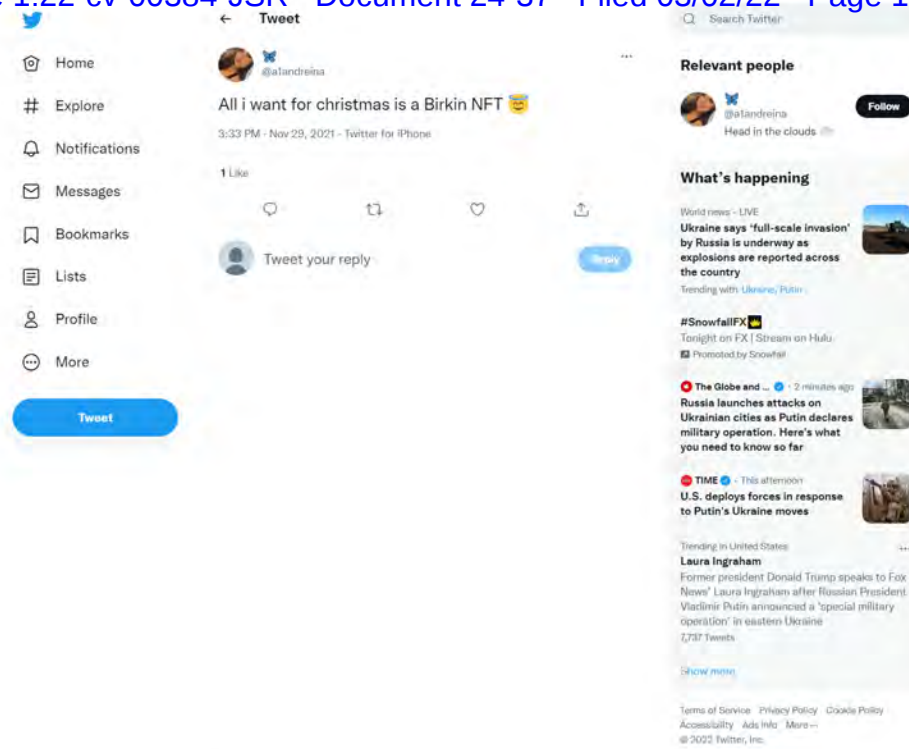 1:22-cv-00384-JSR Document 24-37 Filed 03/02/22 Page 1
← Tweet
Search Twitter
Home
Explore
Notifications
Messages
Bookmarks
Lists
Profile
More
Tweet
🦋
@atandreina
...
All i want for christmas is a Birkin NFT 😇
3:33 PM · Nov 29, 2021 · Twitter for iPhone
1 Like
Tweet your reply
Reply
Relevant people
🦋
@atandreina
Follow
Head in the clouds
What's happening
World news · LIVE
Ukraine says 'full-scale invasion'
by Russia is underway as
explosions are reported across
the country
Trending with Ukraine, Putin
#SnowfallFX
Tonight on FX | Stream on Hulu
Promoted by Snowfall
The Globe and ... · 2 minutes ago
Russia launches attacks on
Ukrainian cities as Putin declares
military operation. Here's what
you need to know so far
TIME · This afternoon
U.S. deploys forces in response
to Putin's Ukraine moves
Trending in United States
...
Laura Ingraham
Former president Donald Trump speaks to Fox
News' Laura Ingraham after Russian President
Vladimir Putin announced a 'special military
operation' in eastern Ukraine
7,737 Tweets
Show more
Terms of Service Privacy Policy Cookie Policy
Accessibility Ads info More ...
© 2022 Twitter, Inc.